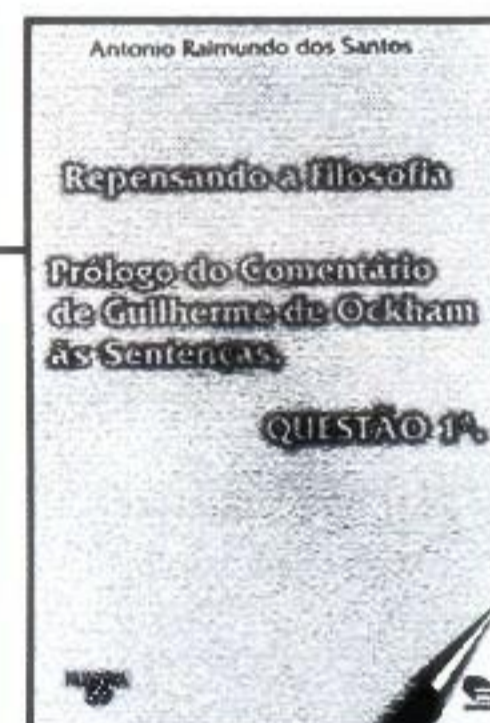 Antonio Raimundo dos Santos
Repensando a Filosofia
Prólogo do Comentário
de Guilherme de Ockham
às Sentenças.
QUESTÃO 1ª.